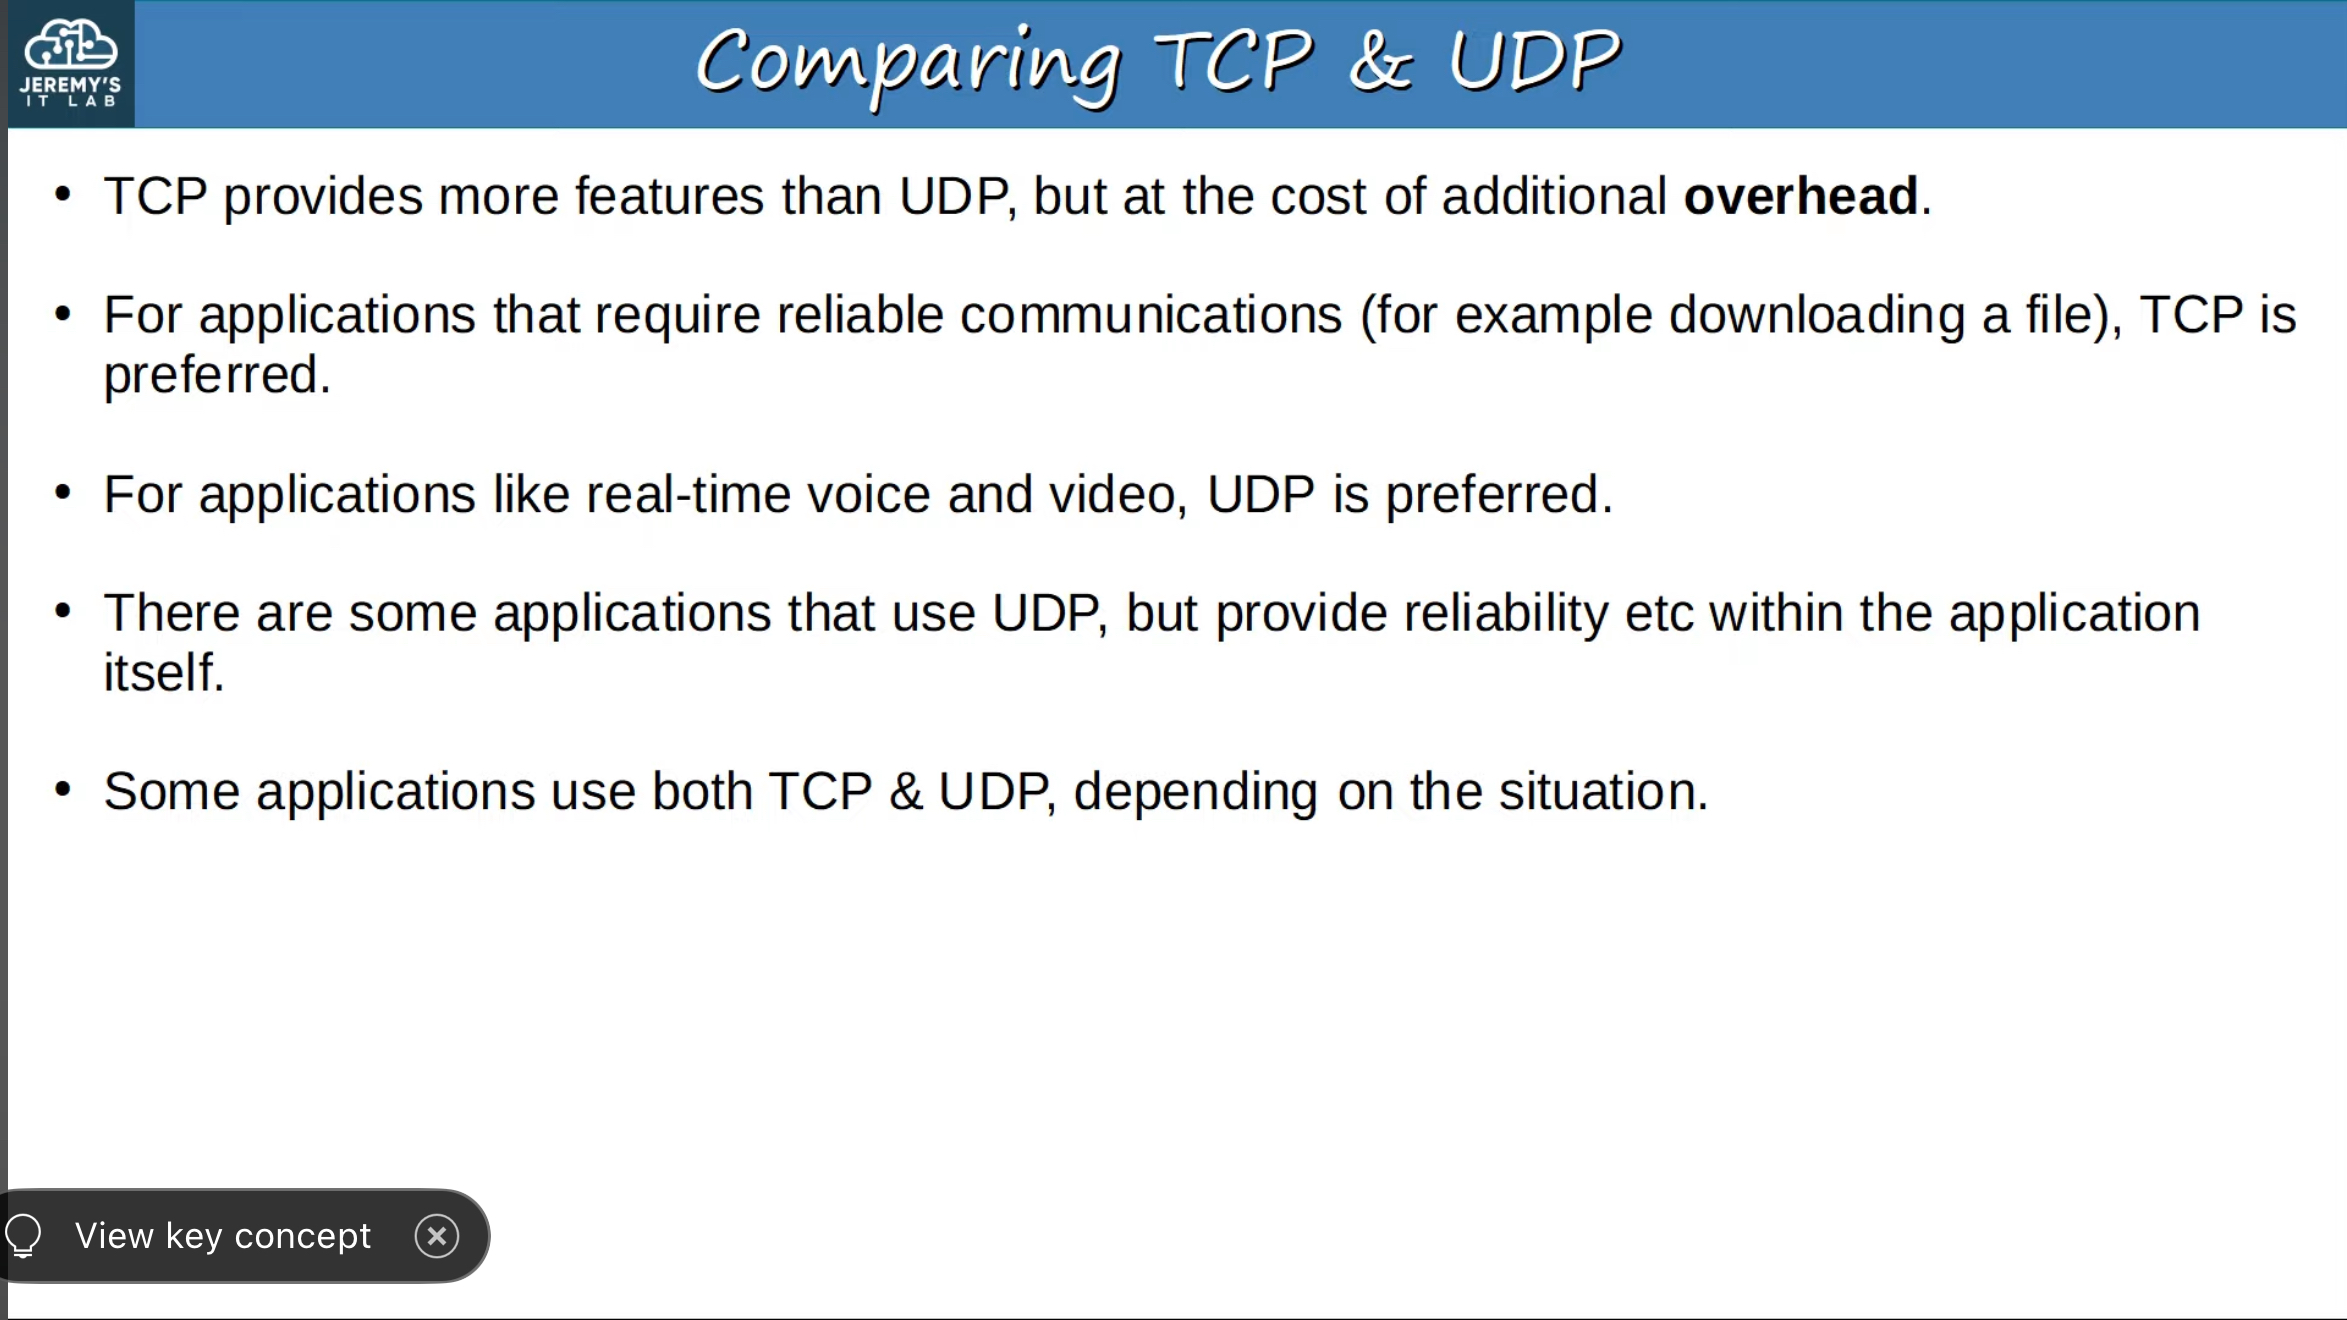 JEREMY'S
IT LAB
Comparing TCP & UDP
• TCP provides more features than UDP, but at the cost of additional overhead.
• For applications that require reliable communications (for example downloading a file), TCP is
preferred.
• For applications like real-time voice and video, UDP is preferred.
• There are some applications that use UDP, but provide reliability etc within the application
itself.
• Some applications use both TCP & UDP, depending on the situation.
View key concept